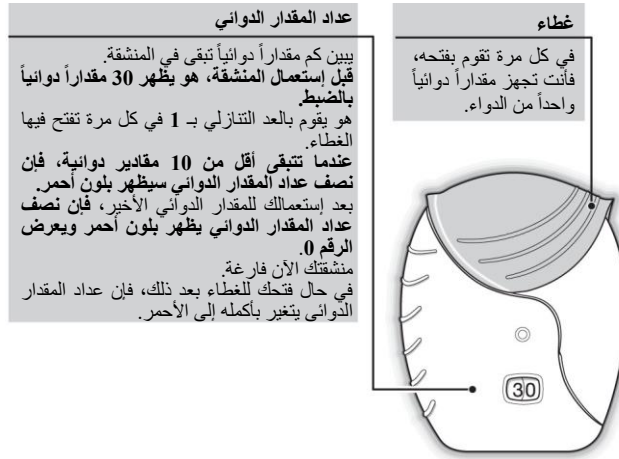 غطاء
في كل مرة تقوم بفتحه،
فأنت تجهز مقداراً دوائياً
واحداً من الدواء.
عداد المقدار الدوائي
يبين كم مقداراً دوائياً تبقى في المنشقة.
قبل إستعمال المنشقة، هو يظهر 30 مقداراً دوائياً
بالضبط.
هو يقوم بالعد التنازلي بـ 1 في كل مرة تفتح فيها
الغطاء.
عندما تتبقى أقل من 10 مقادير دوائية، فإن
نصف عداد المقدار الدوائي سيظهر بلون أحمر.
بعد إستعمالك للمقدار الدوائي الأخير، فإن نصف
عداد المقدار الدوائي يظهر بلون أحمر ويعرض
الرقم 0.
منشقتك الآن فارغة.
في حال فتحك للغطاء بعد ذلك، فإن عداد المقدار
الدوائي يتغير بأكمله إلى الأحمر.
30